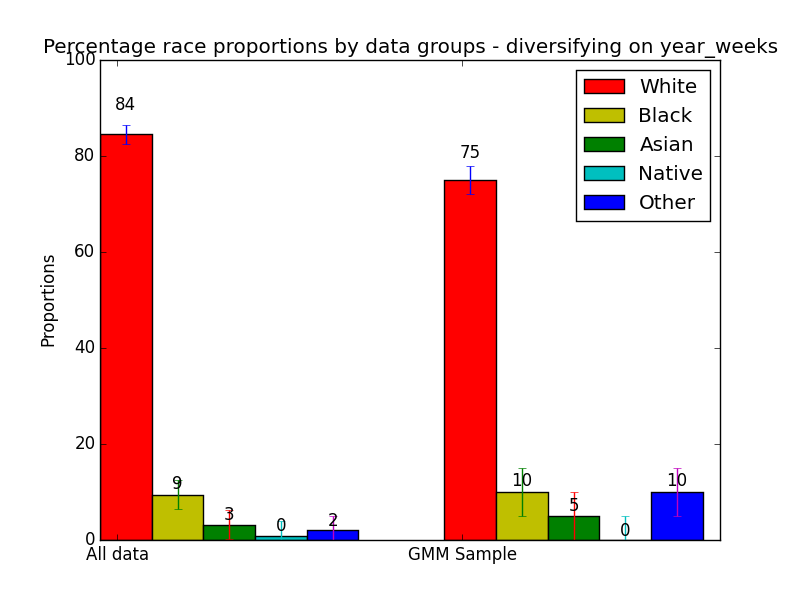 Percentage race proportions by data groups - diversifying on year_weeks
100
80
60
40
20
0
Proportions
84
9
3
0
2
75
10
5
0
10
White
Black
Asian
Native
Other
All data
GMM Sample